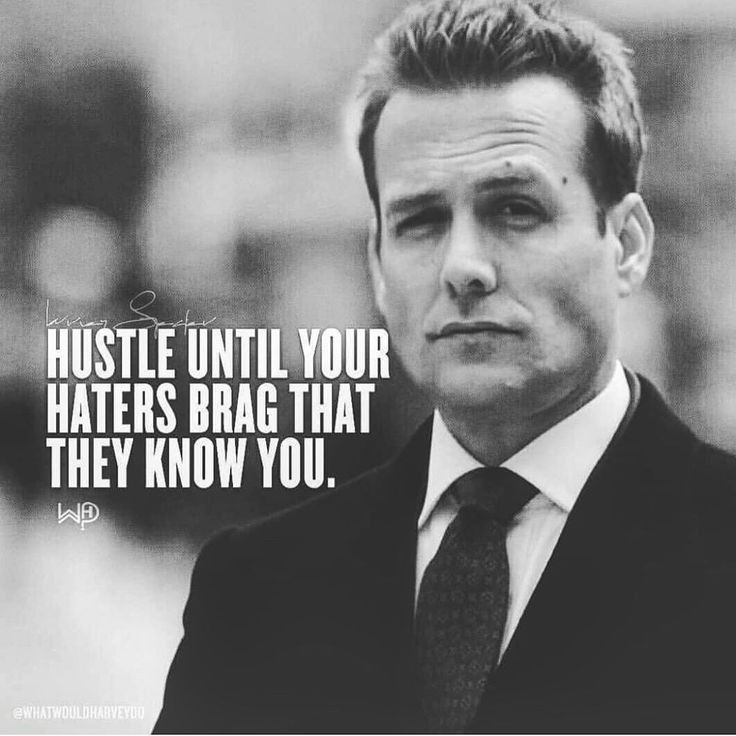 HUSTLE UNTIL YOUR
HATERS BRAG THAT
THEY KNOW YOU.
@WHATWOULDHARVEYDO